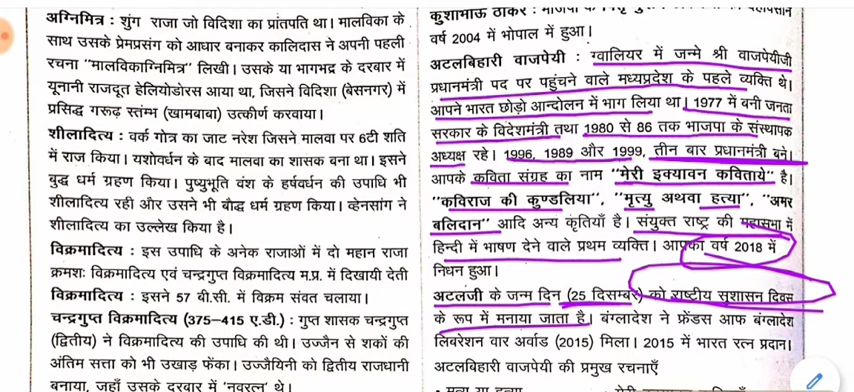 अग्निमित्र : शुंग राजा जो विदिशा का प्रांतपति था। मालविका के
साथ उसके प्रेमप्रसंग को आधार बनाकर कालिदास ने अपनी पहली
रचना "मालविकाग्निमित्र" लिखी। उसके या भागभद्र के दरबार में
यूनानी राजदूत हेलियोडोरस आया था, जिसने विदिशा (बेसनगर) में
प्रसिद्ध गरूढ़ स्तंम्भ (खामबाबा) उत्कीर्ण करवाया।
शीलादित्य : वर्क गोत्र का जाट नरेश जिसने मालवा पर 6टी शति
में राज किया। यशोवर्धन के बाद मालवा का शासक बना था। इसने
बुद्ध धर्म ग्रहण किया। पुष्युभूति वंश के हर्षवर्धन की उपाधि भी
शीलादित्य रही और उसने भी बौद्ध धर्म ग्रहण किया। व्हेनसांग ने
शीलादित्य का उल्लेख किया है।
विक्रमादित्य : इस उपाधि के अनेक राजाओं में दो महान राजा
क्रमशः विक्रमादित्य एवं चन्द्रगुप्त विक्रमादित्य म.प्र. में दिखायी देती
विक्रमादित्य : इसने 57 बी.सी. में विक्रम संवत चलाया।
चन्द्रगुप्त विक्रमादित्य (375–415 ए.डी.) : गुप्त शासक चन्द्रगुप्त
(द्वितीय) ने विक्रमादित्य की उपाधि की थी। उज्जैन से शकों की
अंतिम सत्ता को भी उखाड़ फेंका। उज्जैयिनी को द्वितीय राजधानी
बनाया, जहाँ उसके दरबार में 'नवरत्न' थे।
कुशाभाऊ ठाकरे :
वर्ष 2004 में भोपाल में हुआ।
अटलबिहारी वाजपेयी : ग्वालियर में जन्मे श्री वाजपेयीजी
प्रधानमंत्री पद पर पहुंचने वाले मध्यप्रदेश के पहले व्यक्ति थे।
आपने भारत छोड़ो आन्दोलन में भाग लिया था। 1977 में बनी जनता
सरकार के विदेशमंत्री तथा 1980 से 86 तक भाजपा के संस्थापक
अध्यक्ष रहे। 1996, 1989 और 1999, तीन बार प्रधानमंत्री बने।
आपके कविता संग्रह का नाम "मेरी इक्यावन कविताये" है।
"कविराज की कुण्डलिया", "मृत्यु अथवा हत्या", "अमर
बलिदान" आदि अन्य कृतियाँ है। संयुक्त राष्ट्र की महासभा में
हिन्दी में भाषण देने वाले प्रथम व्यक्ति। आपका वर्ष 2018 में
निधन हुआ।
अटलजी के जन्म दिन (25 दिसम्बर) को राष्टीय सुशासन दिवस
के रूप में मनाया जाता है। बंग्लादेश ने फ्रेंडस आफ बंग्लादेश
लिबरेशन वार अर्वाड (2015) मिला। 2015 में भारत रत्न प्रदान।
अटलबिहारी वाजपेयी की प्रमुख रचनाएँ